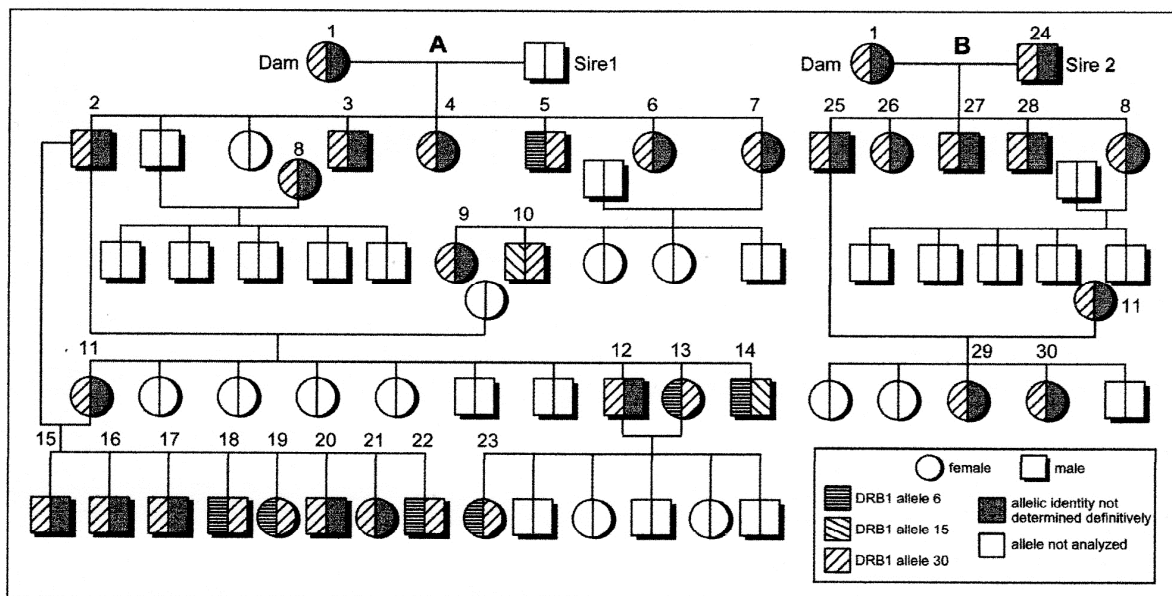 A B
1 1 24
Dam Sire1 Dam Sire 2
2 3 4 5 6 7 25 26 27 28 8
8
9 10
11
11 12 13 14 29 30
15 16 17 18 19 20 21 22 23
female male
DRB1 allele 6
DRB1 allele 15
DRB1 allele 30
allelic identity not
determined definitively
allele not analyzed